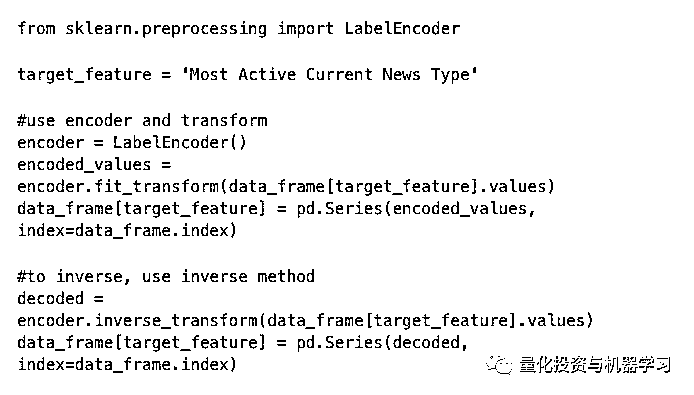 from sklearn.preprocessing import LabelEncoder
target_feature = 'Most Active Current News Type'
#use encoder and transform
encoder = LabelEncoder()
encoded_values =
encoder.fit_transform(data_frame[target_feature].values)
data_frame[target_feature] = pd.Series(encoded_values,
index=data_frame.index)
#to inverse, use inverse method
decoded =
encoder.inverse_transform(data_frame[target_feature].values)
data_frame[target_feature] = pd.Series(decoded,
index=data_frame.index)
量化投资与机器学习